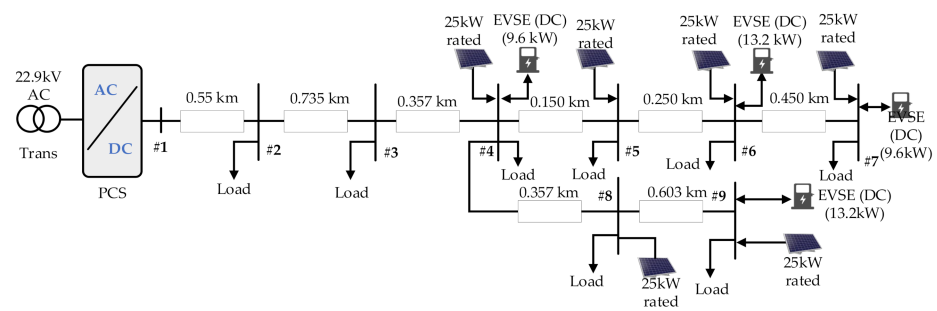 25kW
rated
EVSE (DC)
(9.6 kW)
25kW
rated
25kW
rated
EVSE (DC)
(13.2 kW)
25kW
rated
22.9kV
AC
Trans
AC
DC
PCS
#1
0.55 km
#2
Load
0.735 km
#3
Load
0.357 km
#4
Load
0.150 km
#5
Load
0.250 km
#6
Load
0.450 km
#7
Load
EVSE
(DC)
(9.6kW)
0.357 km
#8
Load
25kW
rated
0.603 km
#9
Load
EVSE (DC)
(13.2kW)
25kW
rated